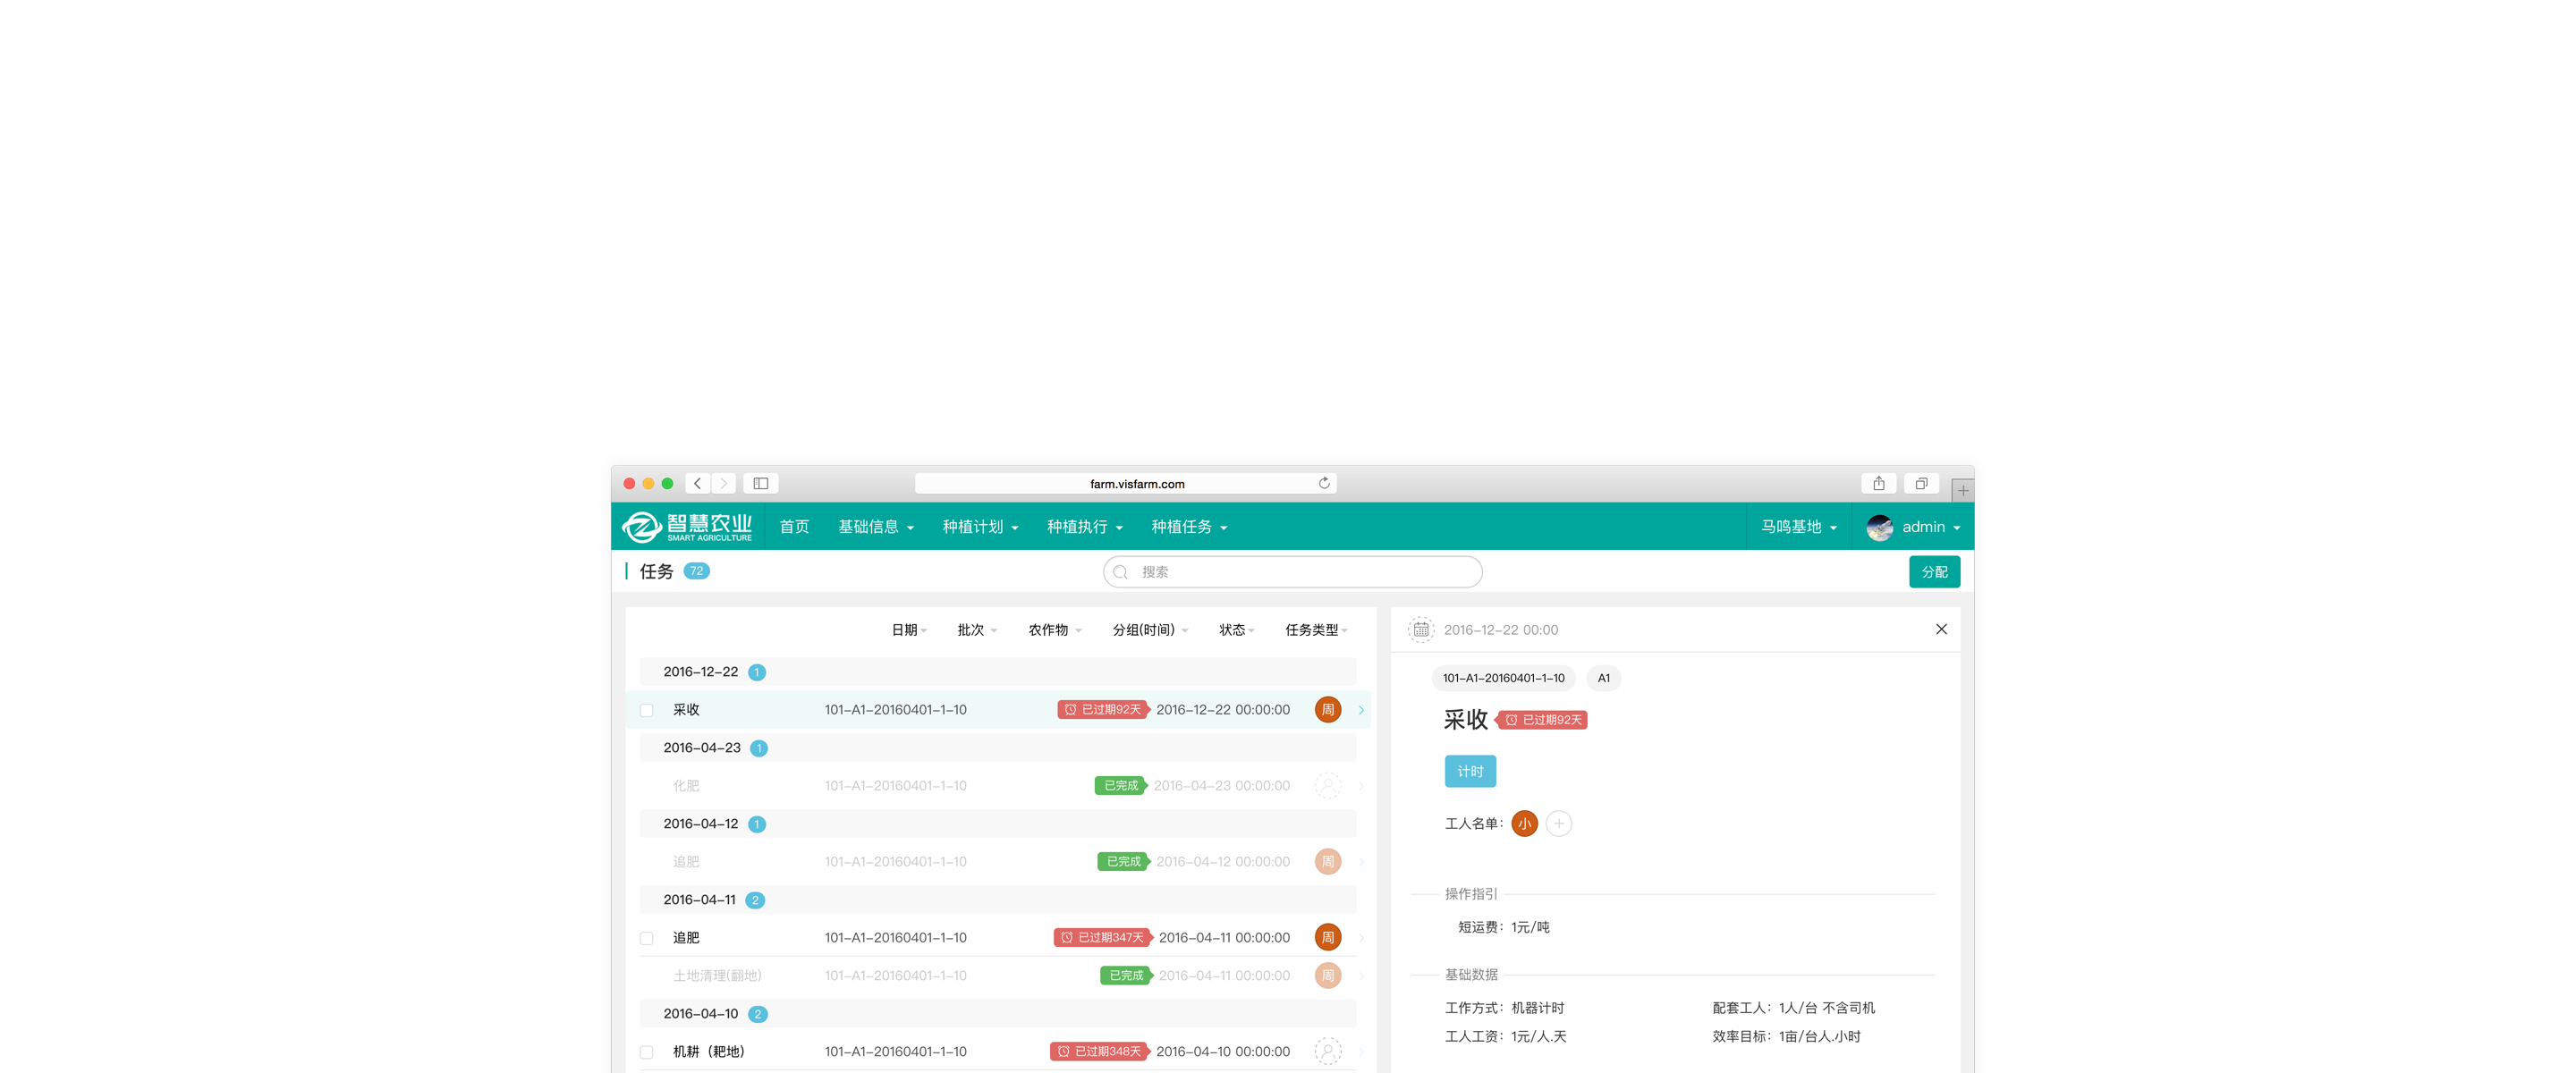 farm.visfarm.com
智慧农业 首页 基础信息 种植计划 种植执行 种植任务 马鸣基地 admin
SMART AGRICULTURE
任务 72 搜索 分配
日期 批次 农作物 分组(时间) 状态 任务类型
2016-12-22 1
采收 101-A1-20160401-1-10 已过期92天 2016-12-22 00:00:00 周
2016-04-23 1
化肥 101-A1-20160401-1-10 已完成 2016-04-23 00:00:00
2016-04-12 1
追肥 101-A1-20160401-1-10 已完成 2016-04-12 00:00:00 周
2016-04-11 2
追肥 101-A1-20160401-1-10 已过期347天 2016-04-11 00:00:00 周
土地清理(翻地) 101-A1-20160401-1-10 已完成 2016-04-11 00:00:00 周
2016-04-10 2
机耕（耙地) 101-A1-20160401-1-10 已过期348天 2016-04-10 00:00:00
2016-12-22 00:00
101-A1-20160401-1-10 A1
采收 已过期92天
计时
工人名单： 小
操作指引
短运费：1元/吨
基础数据
工作方式：机器计时 配套工人：1人/台 不含司机
工人工资：1元/人.天 效率目标：1亩/台人.小时